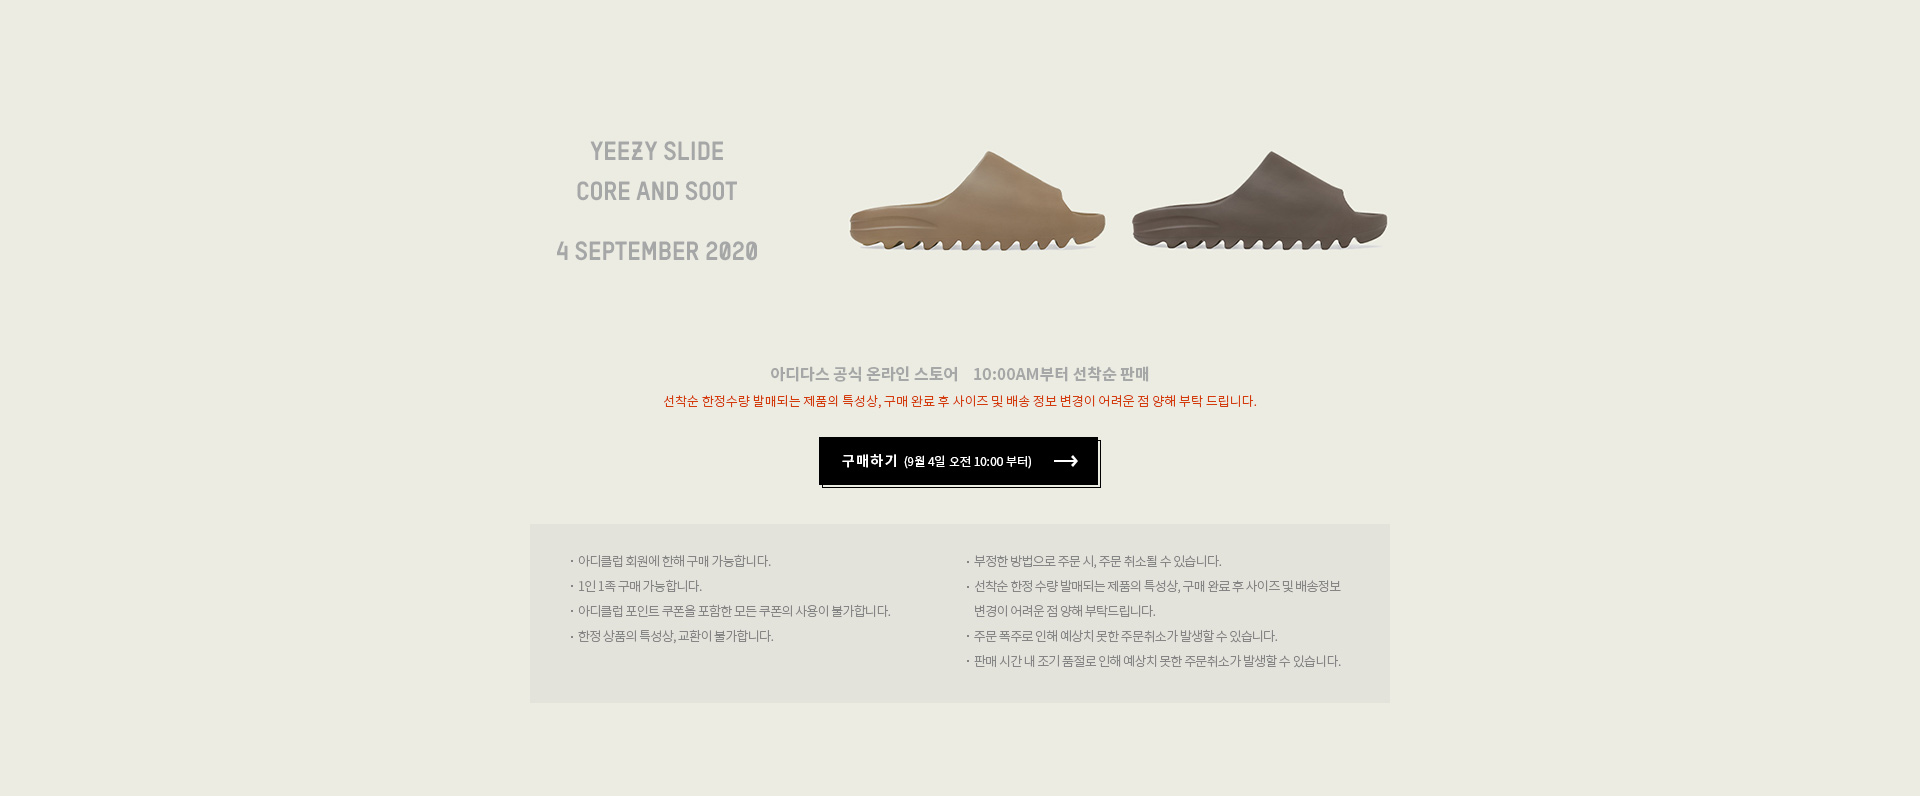 YEEZY SLIDE
CORE AND SOOT
4 SEPTEMBER 2020
아디다스 공식 온라인 스토어 10:00AM부터 선착순 판매
선착순 한정수량 발매되는 제품의 특성상, 구매 완료 후 사이즈 및 배송 정보 변경이 어려운 점 양해 부탁 드립니다.
구매하기 (9월 4일 오전 10:00 부터) →
· 아디클럽 회원에 한해 구매 가능합니다.
· 1인 1족 구매 가능합니다.
· 아디클럽 포인트 쿠폰을 포함한 모든 쿠폰의 사용이 불가합니다.
· 한정 상품의 특성상, 교환이 불가합니다.
· 부정한 방법으로 주문 시, 주문 취소될 수 있습니다.
· 선착순 한정 수량 발매되는 제품의 특성상, 구매 완료 후 사이즈 및 배송정보
변경이 어려운 점 양해 부탁드립니다.
· 주문 폭주로 인해 예상치 못한 주문취소가 발생할 수 있습니다.
· 판매 시간 내 조기 품절로 인해 예상치 못한 주문취소가 발생할 수 있습니다.